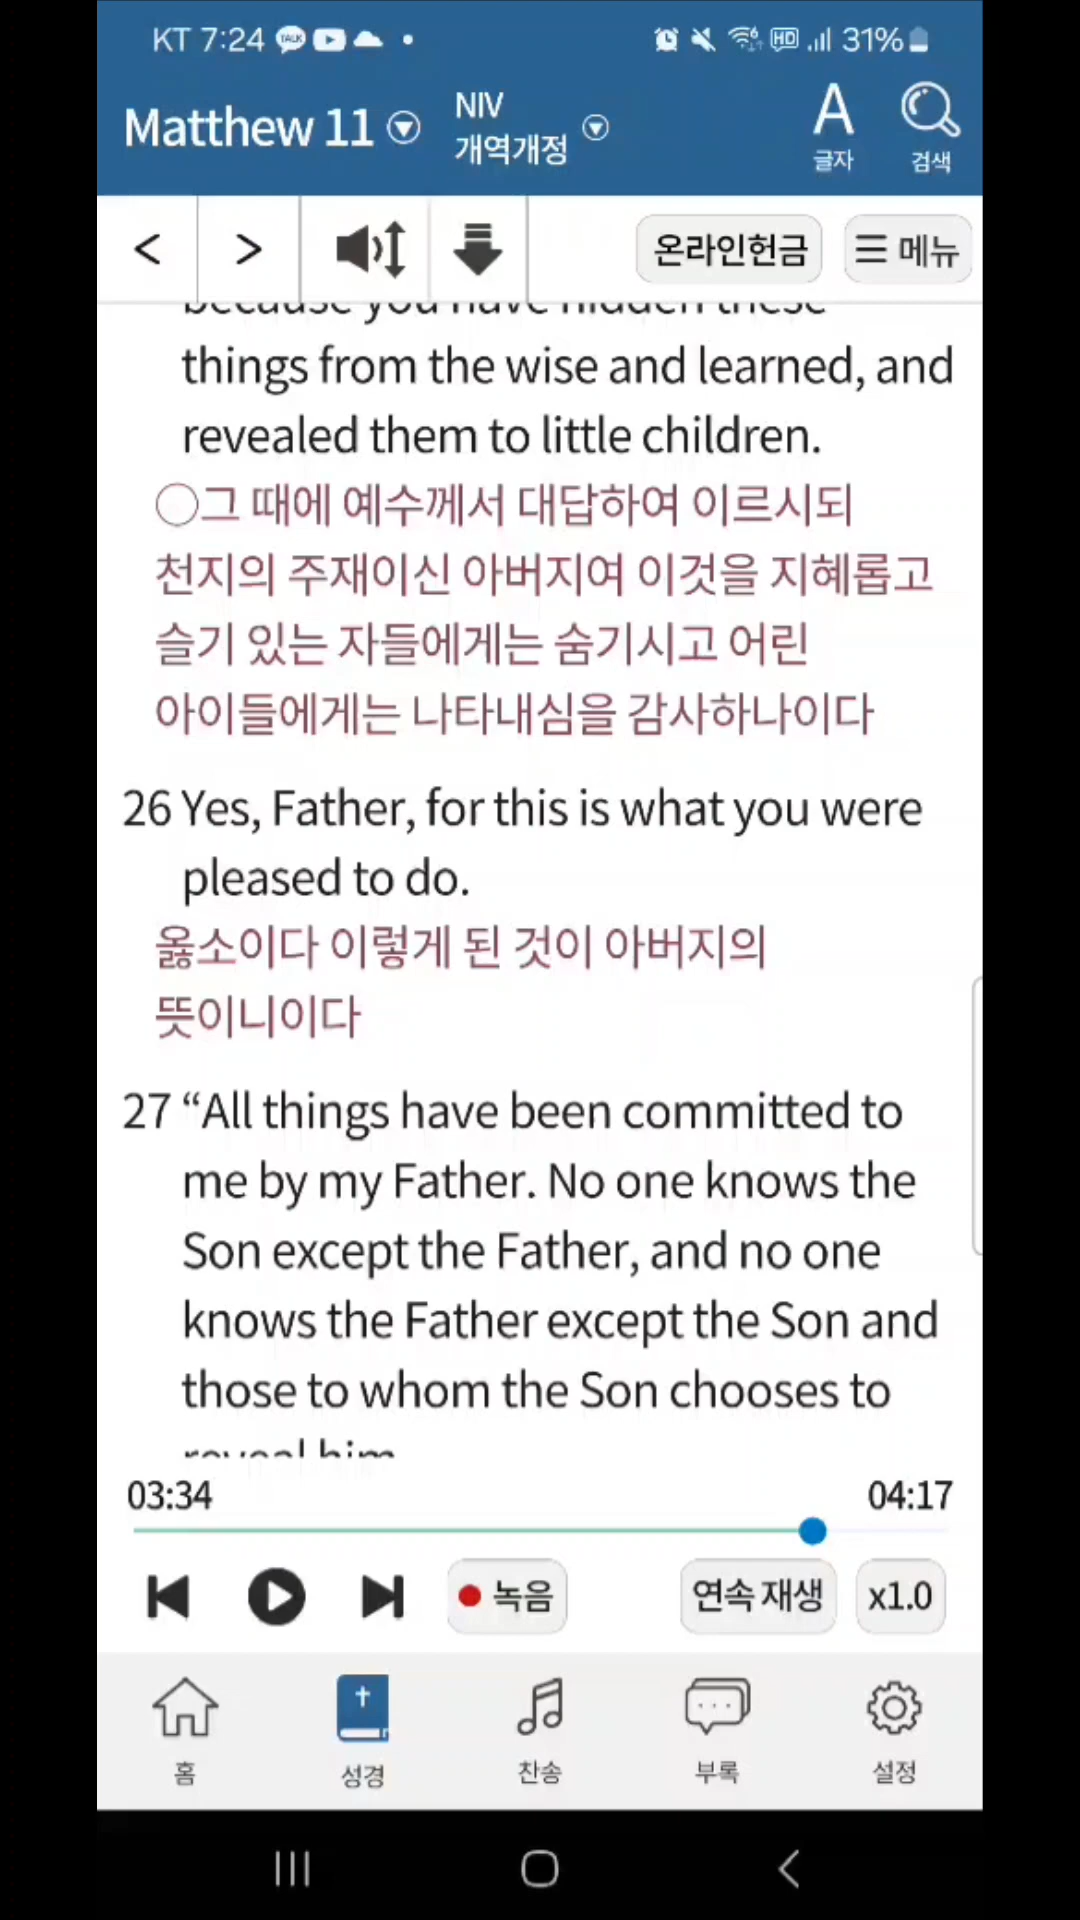 KT 7:24 TALK HD 31%
Matthew 11
NIV
개역개정
A
글자
검색
< >
온라인헌금
메뉴
because you have hidden these
things from the wise and learned, and
revealed them to little children.
○그 때에 예수께서 대답하여 이르시되
천지의 주재이신 아버지여 이것을 지혜롭고
슬기 있는 자들에게는 숨기시고 어린
아이들에게는 나타내심을 감사하나이다
26 Yes, Father, for this is what you were
pleased to do.
옳소이다 이렇게 된 것이 아버지의
뜻이니이다
27 “All things have been committed to
me by my Father. No one knows the
Son except the Father, and no one
knows the Father except the Son and
those to whom the Son chooses to
reveal him
03:34 04:17
녹음 연속 재생 x1.0
홈 성경 찬송 부록 설정